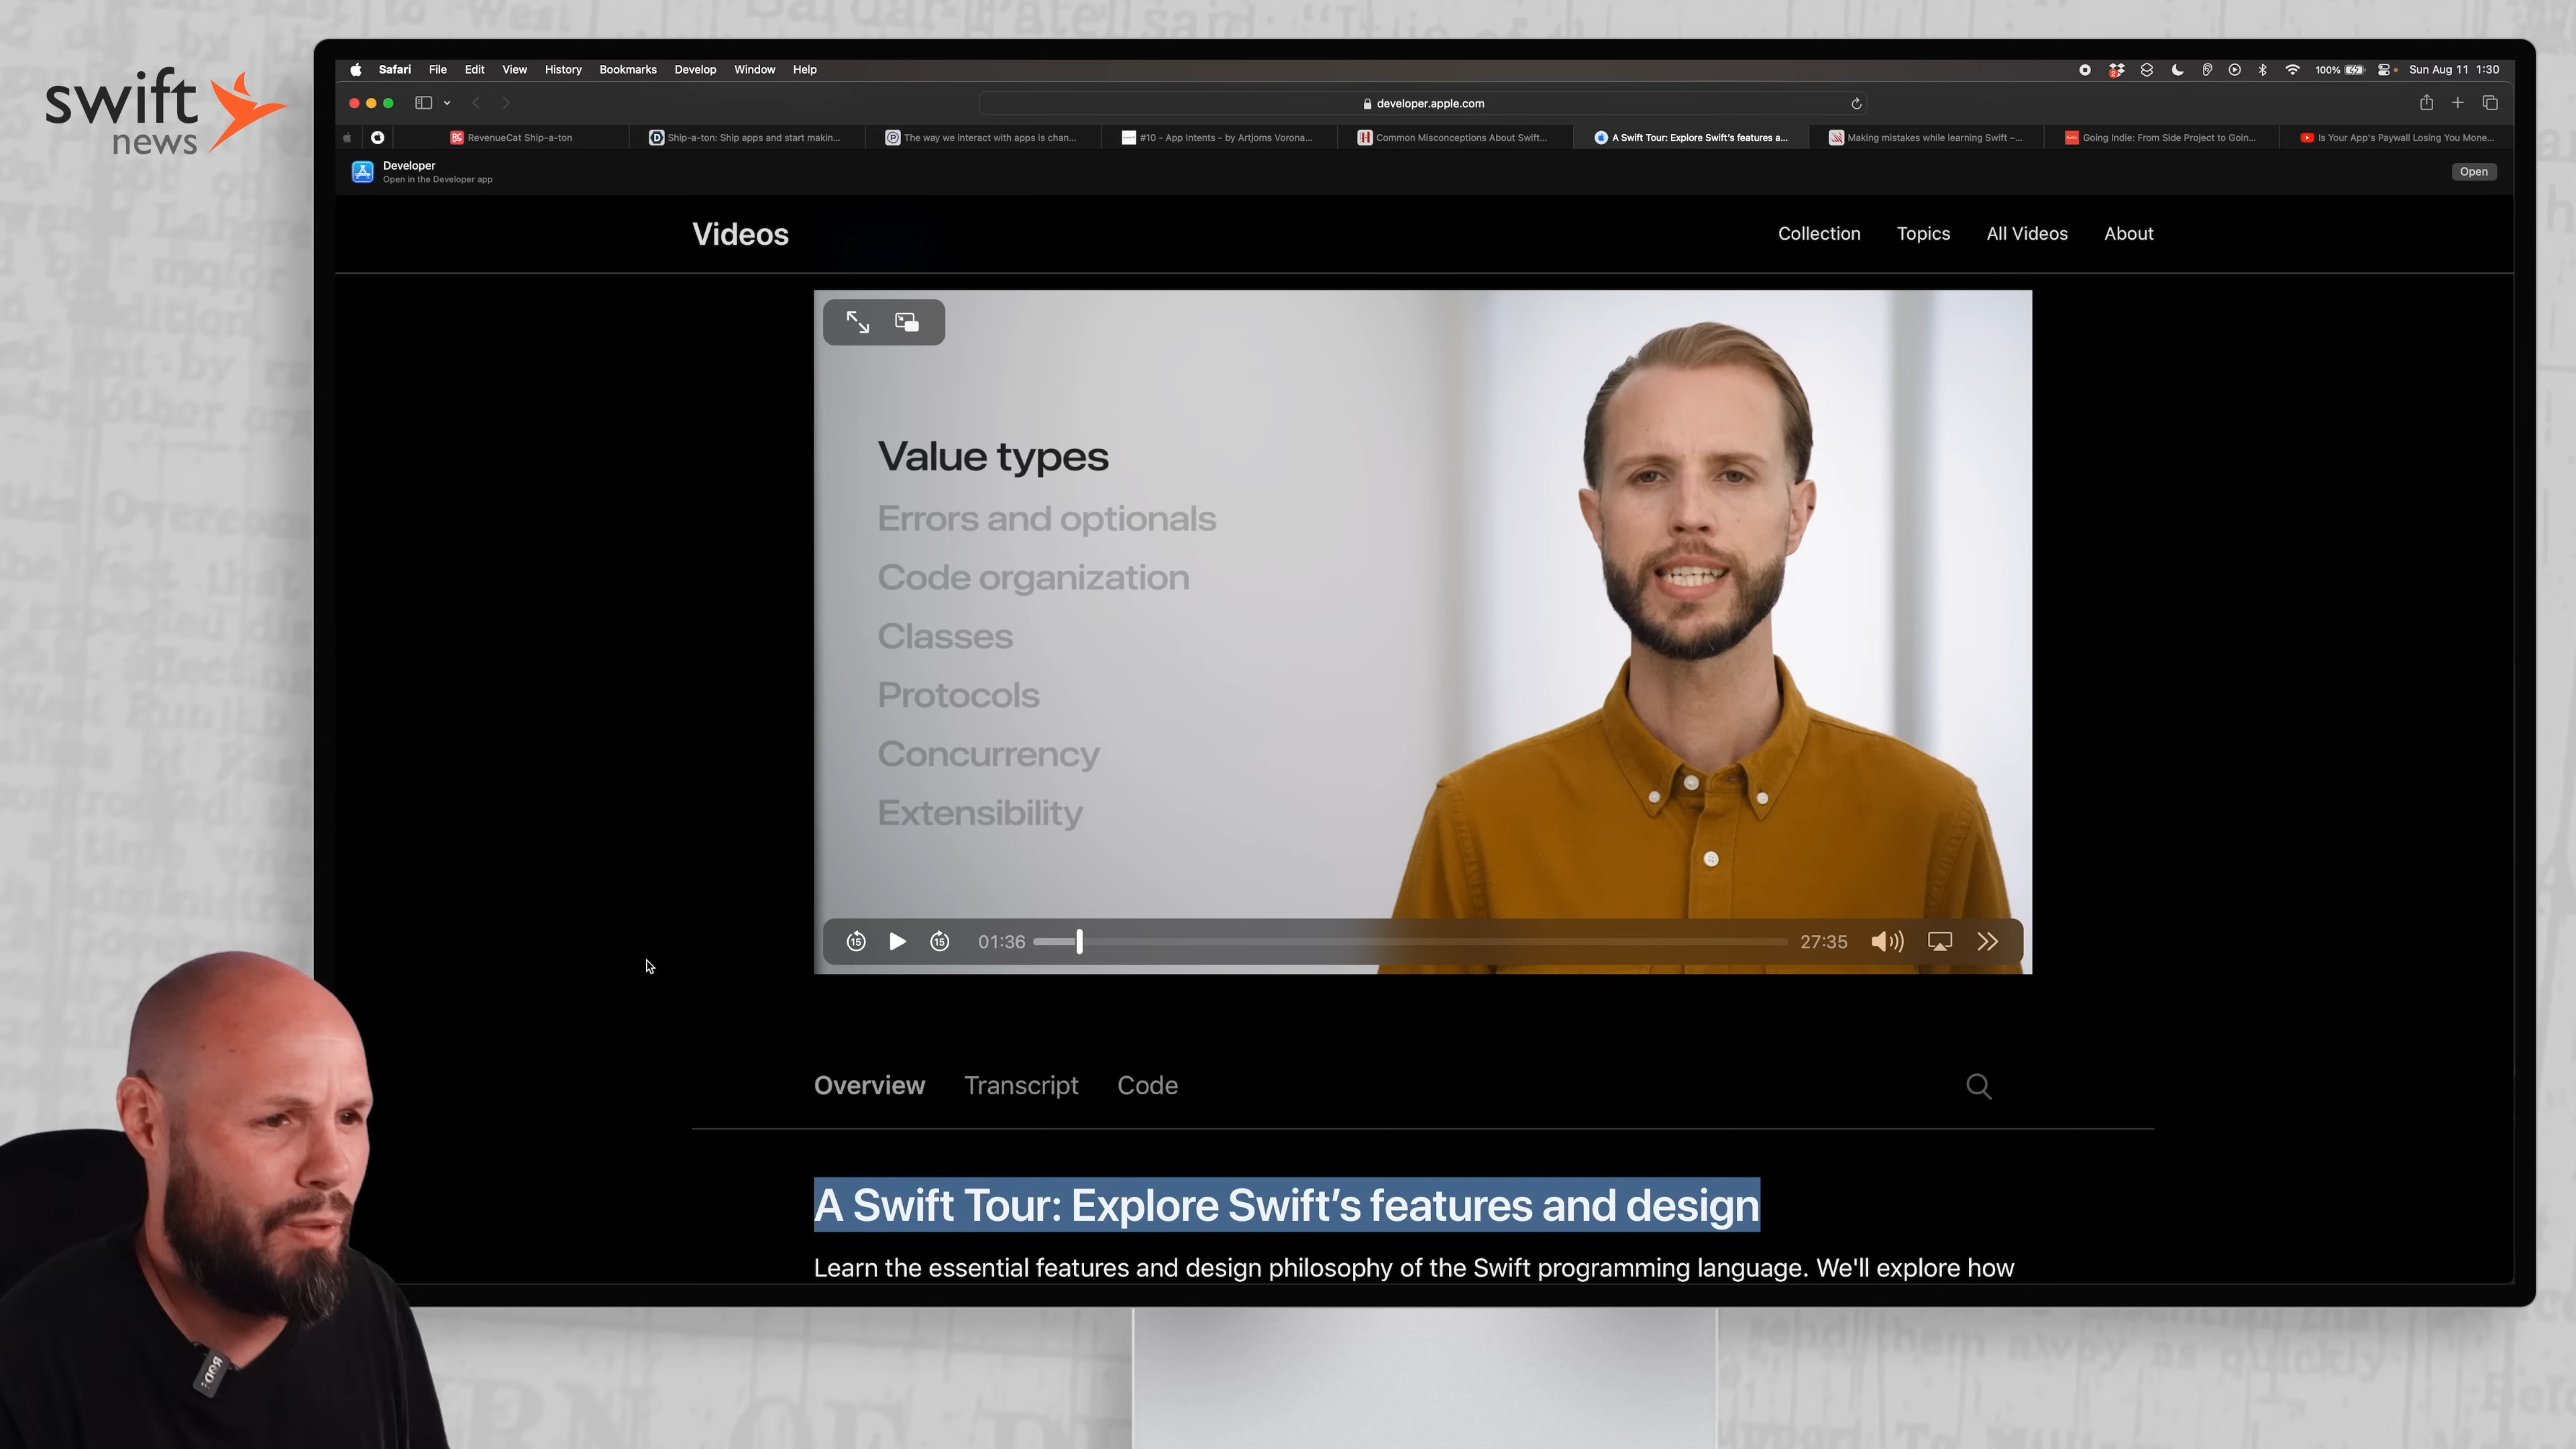 swift
news
Safari File Edit View History Bookmarks Develop Window Help
100% Sun Aug 11 1:30
developer.apple.com
RevenueCat Ship-a-ton
Ship-a-ton: Ship apps and start makin...
The way we interact with apps is chan...
#10 - App Intents - by Artjoms Vorona...
Common Misconceptions About Swift...
A Swift Tour: Explore Swift's features a...
Making mistakes while learning Swift –...
Going Indie: From Side Project to Goin...
Is Your App's Paywall Losing You Mone...
Developer
Open in the Developer app
Open
Videos
Collection Topics All Videos About
Value types
Errors and optionals
Code organization
Classes
Protocols
Concurrency
Extensibility
15 15 01:36 27:35
Overview Transcript Code
A Swift Tour: Explore Swift's features and design
Learn the essential features and design philosophy of the Swift programming language. We'll explore how